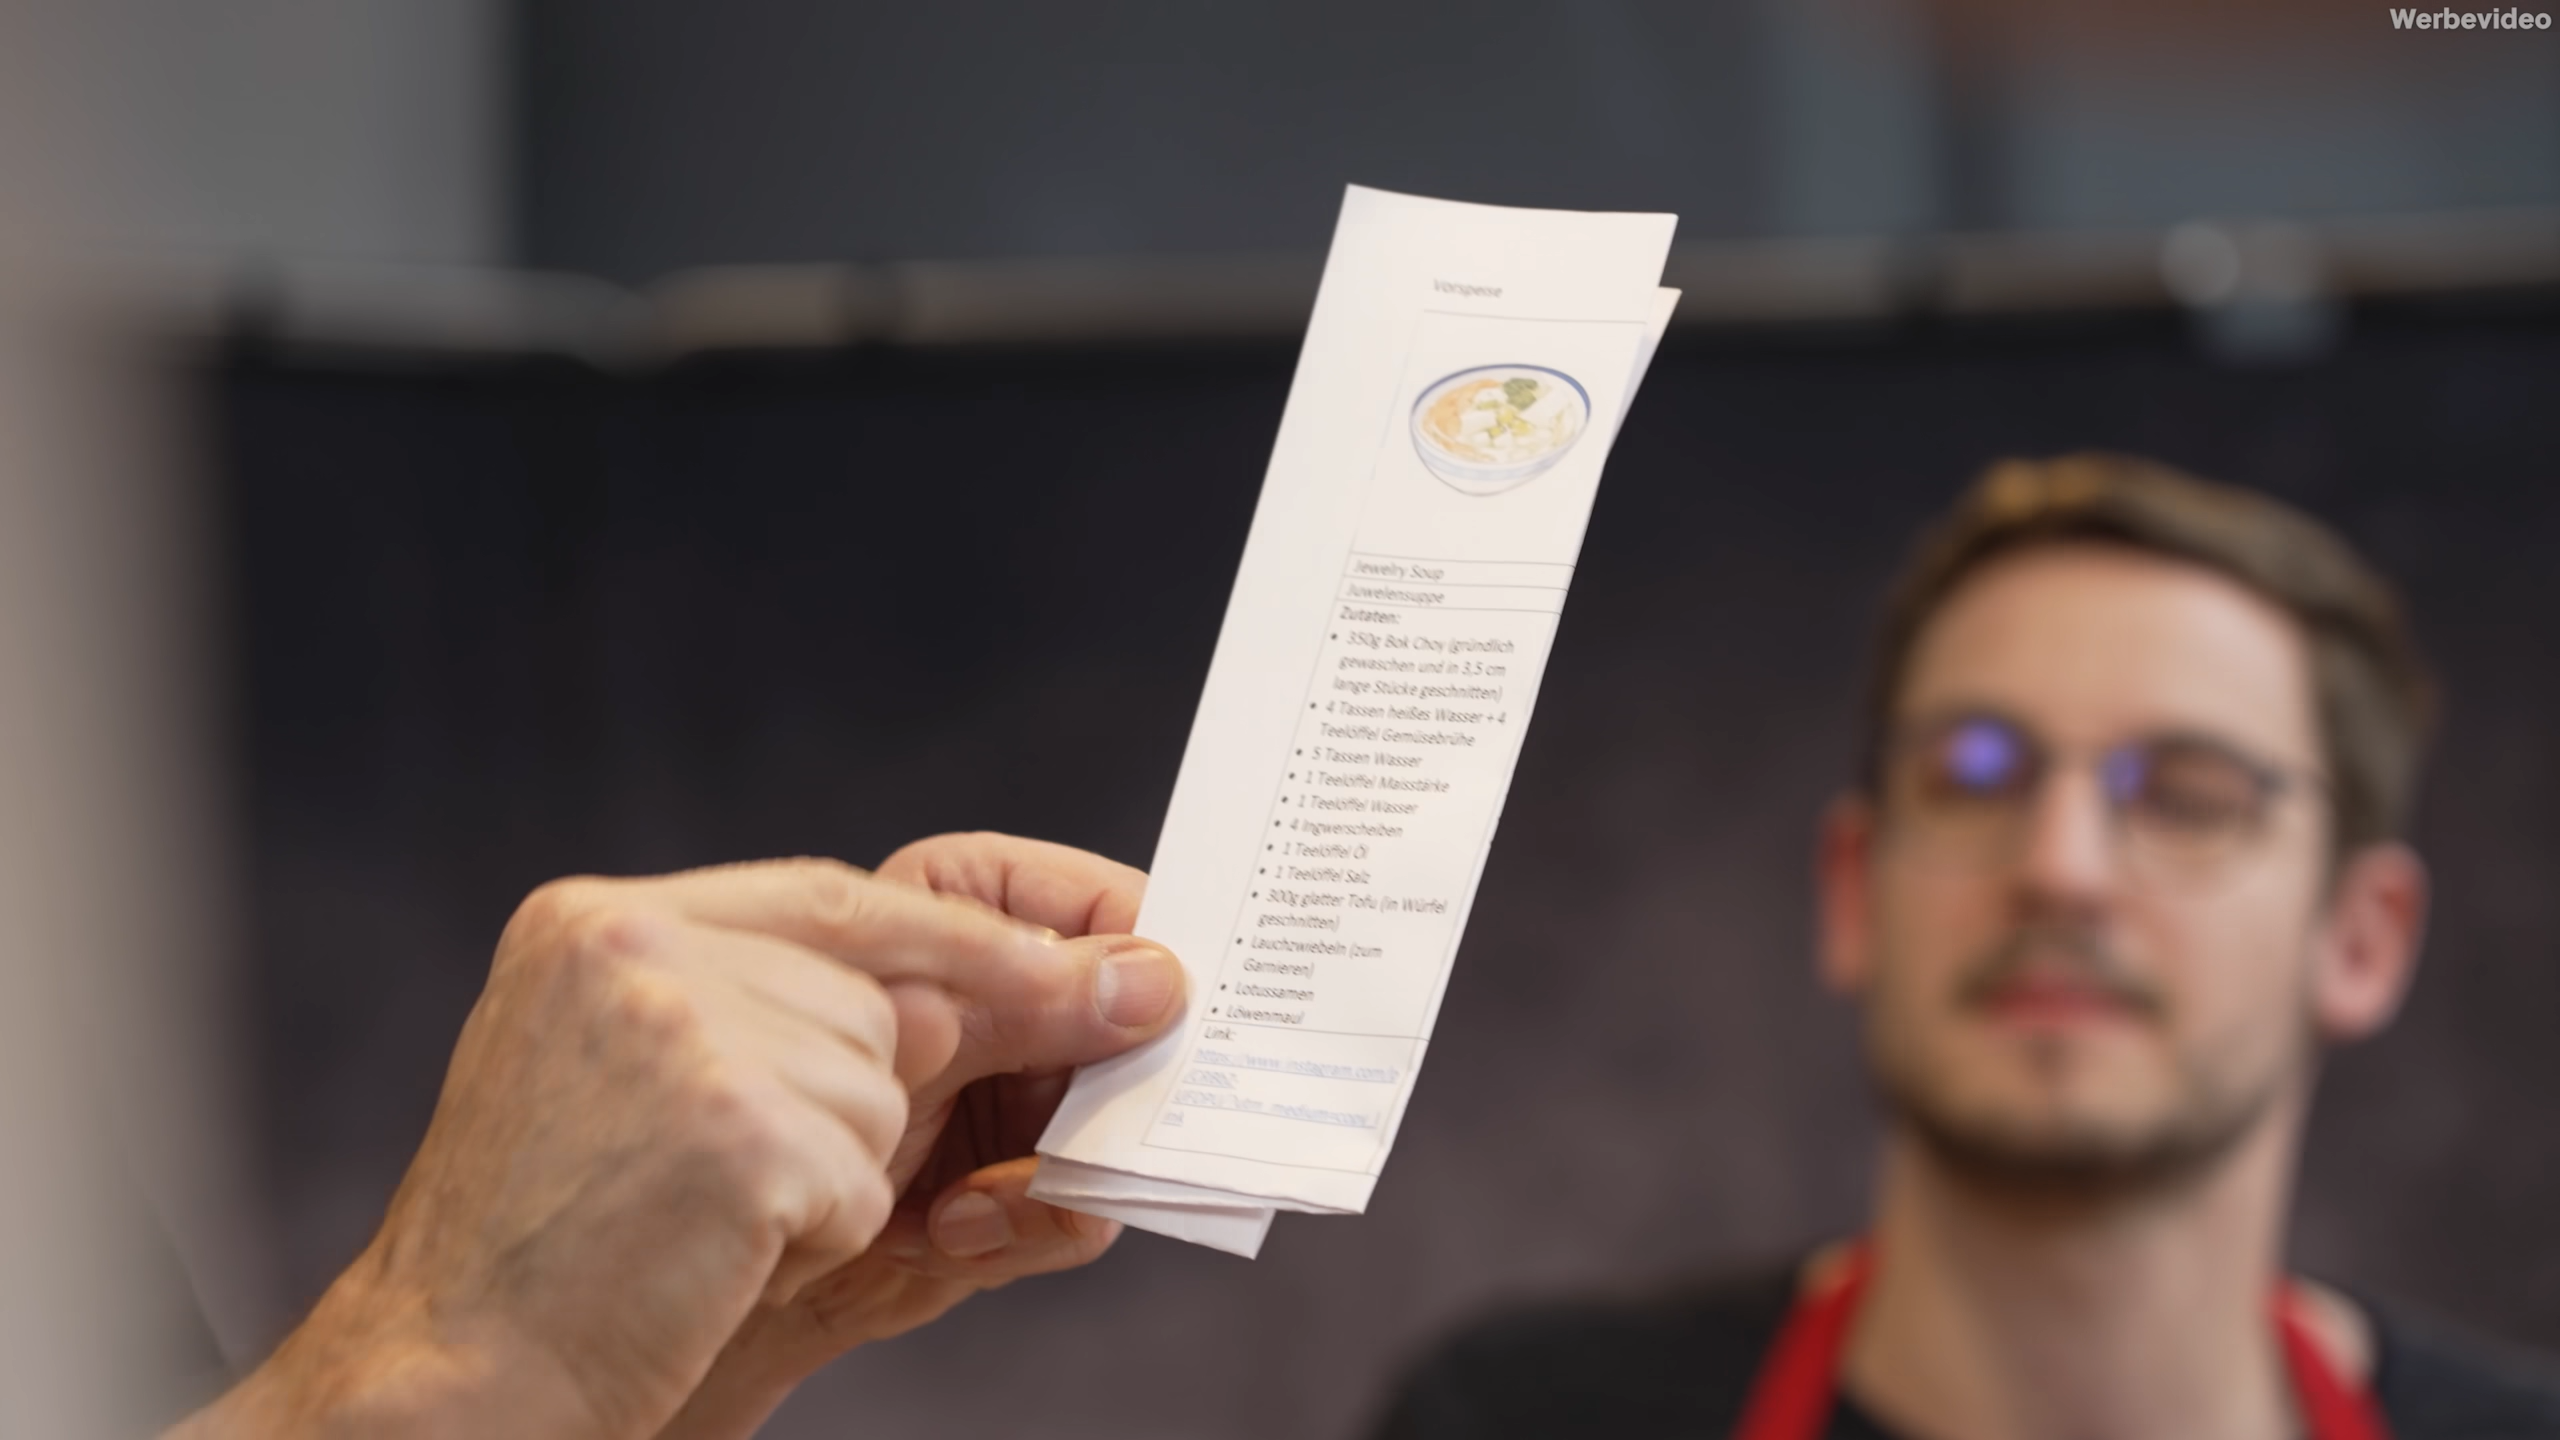 Werbevideo
Vorspeise
Jewelry Soup
Juwelensuppe
Zutaten:
• 350g Bok Choy (gründlich
gewaschen und in 3,5 cm
lange Stücke geschnitten)
• 4 Tassen heißes Wasser + 4
Teelöffel Gemüsebrühe
• 5 Tassen Wasser
• 1 Teelöffel Maisstärke
• 1 Teelöffel Wasser
• 4 Ingwerscheiben
• 1 Teelöffel Öl
• 1 Teelöffel Salz
• 300g glatter Tofu (in Würfel
geschnitten)
• Lauchzwiebeln (zum
Garnieren)
• Lotussamen
• Löwenmaul
Link:
https://www.instagram.com/p
ink